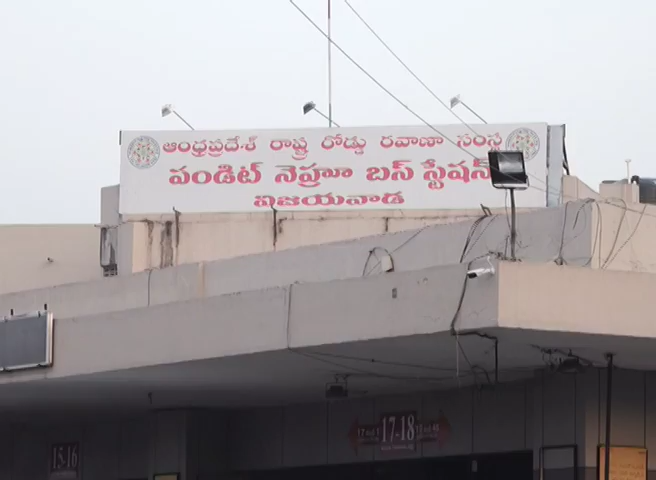 ఆంధ్రప్రదేశ్ రాష్ట్ర రోడ్డు రవాణా సంస్థ
పండిట్ నెహ్రూ బస్ స్టేషన్
విజయవాడ
17-18
15-16